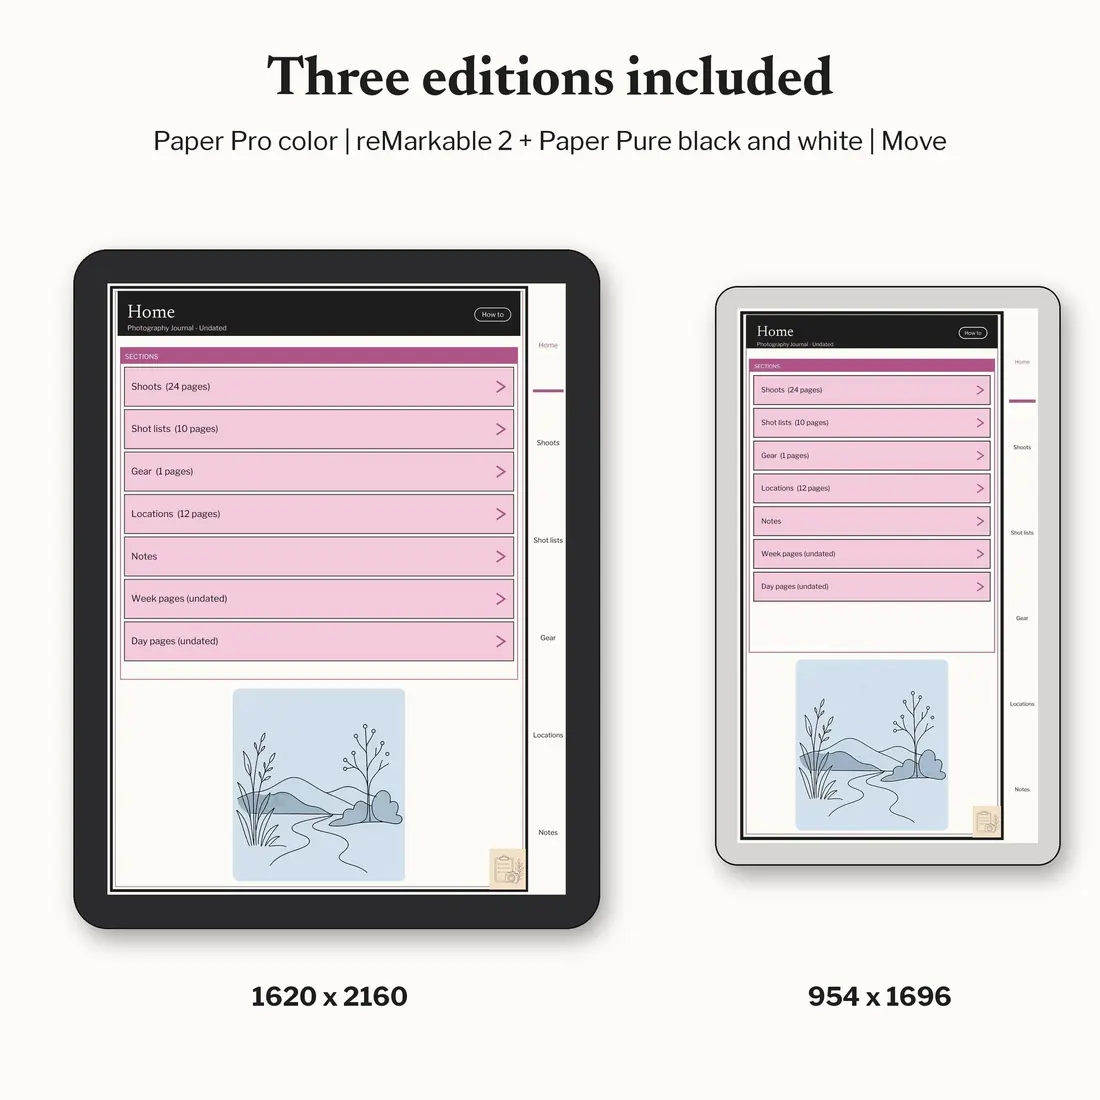 Three editions included
Paper Pro color | reMarkable 2 + Paper Pure black and white | Move
Home
Photography Journal - Undated
How to
SECTIONS
Shoots (24 pages)
Shot lists (10 pages)
Gear (1 pages)
Locations (12 pages)
Notes
Week pages (undated)
Day pages (undated)
Home
Shoots
Shot lists
Gear
Locations
Notes
1620 x 2160
Home
Photography Journal - Undated
How to
SECTIONS
Shoots (24 pages)
Shot lists (10 pages)
Gear (1 pages)
Locations (12 pages)
Notes
Week pages (undated)
Day pages (undated)
Home
Shoots
Shot lists
Gear
Locations
Notes
954 x 1696